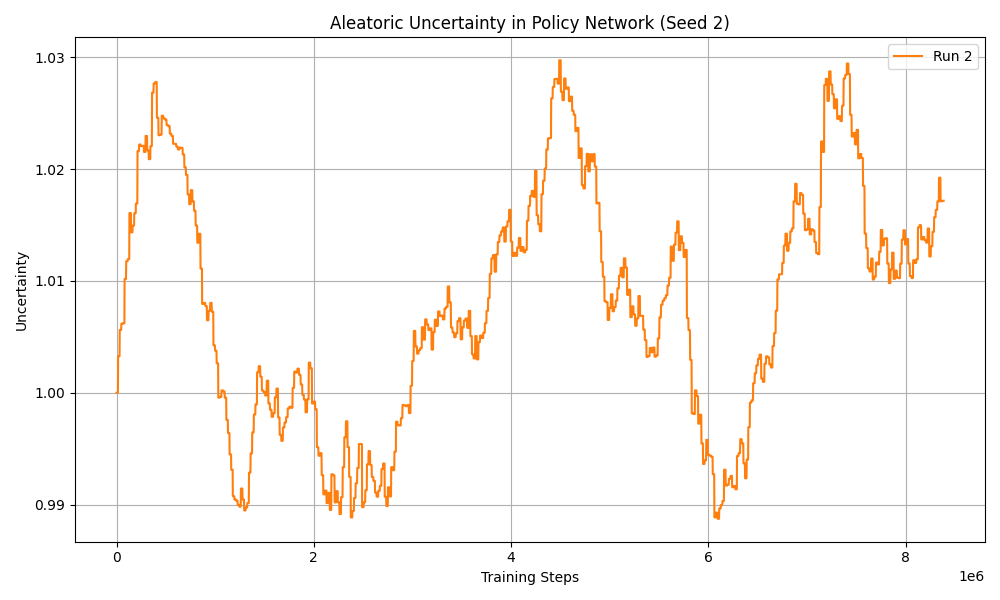 Aleatoric Uncertainty in Policy Network (Seed 2)
Run 2
Uncertainty
1.03
1.02
1.01
1.00
0.99
0 2 4 6 8
1e6
Training Steps